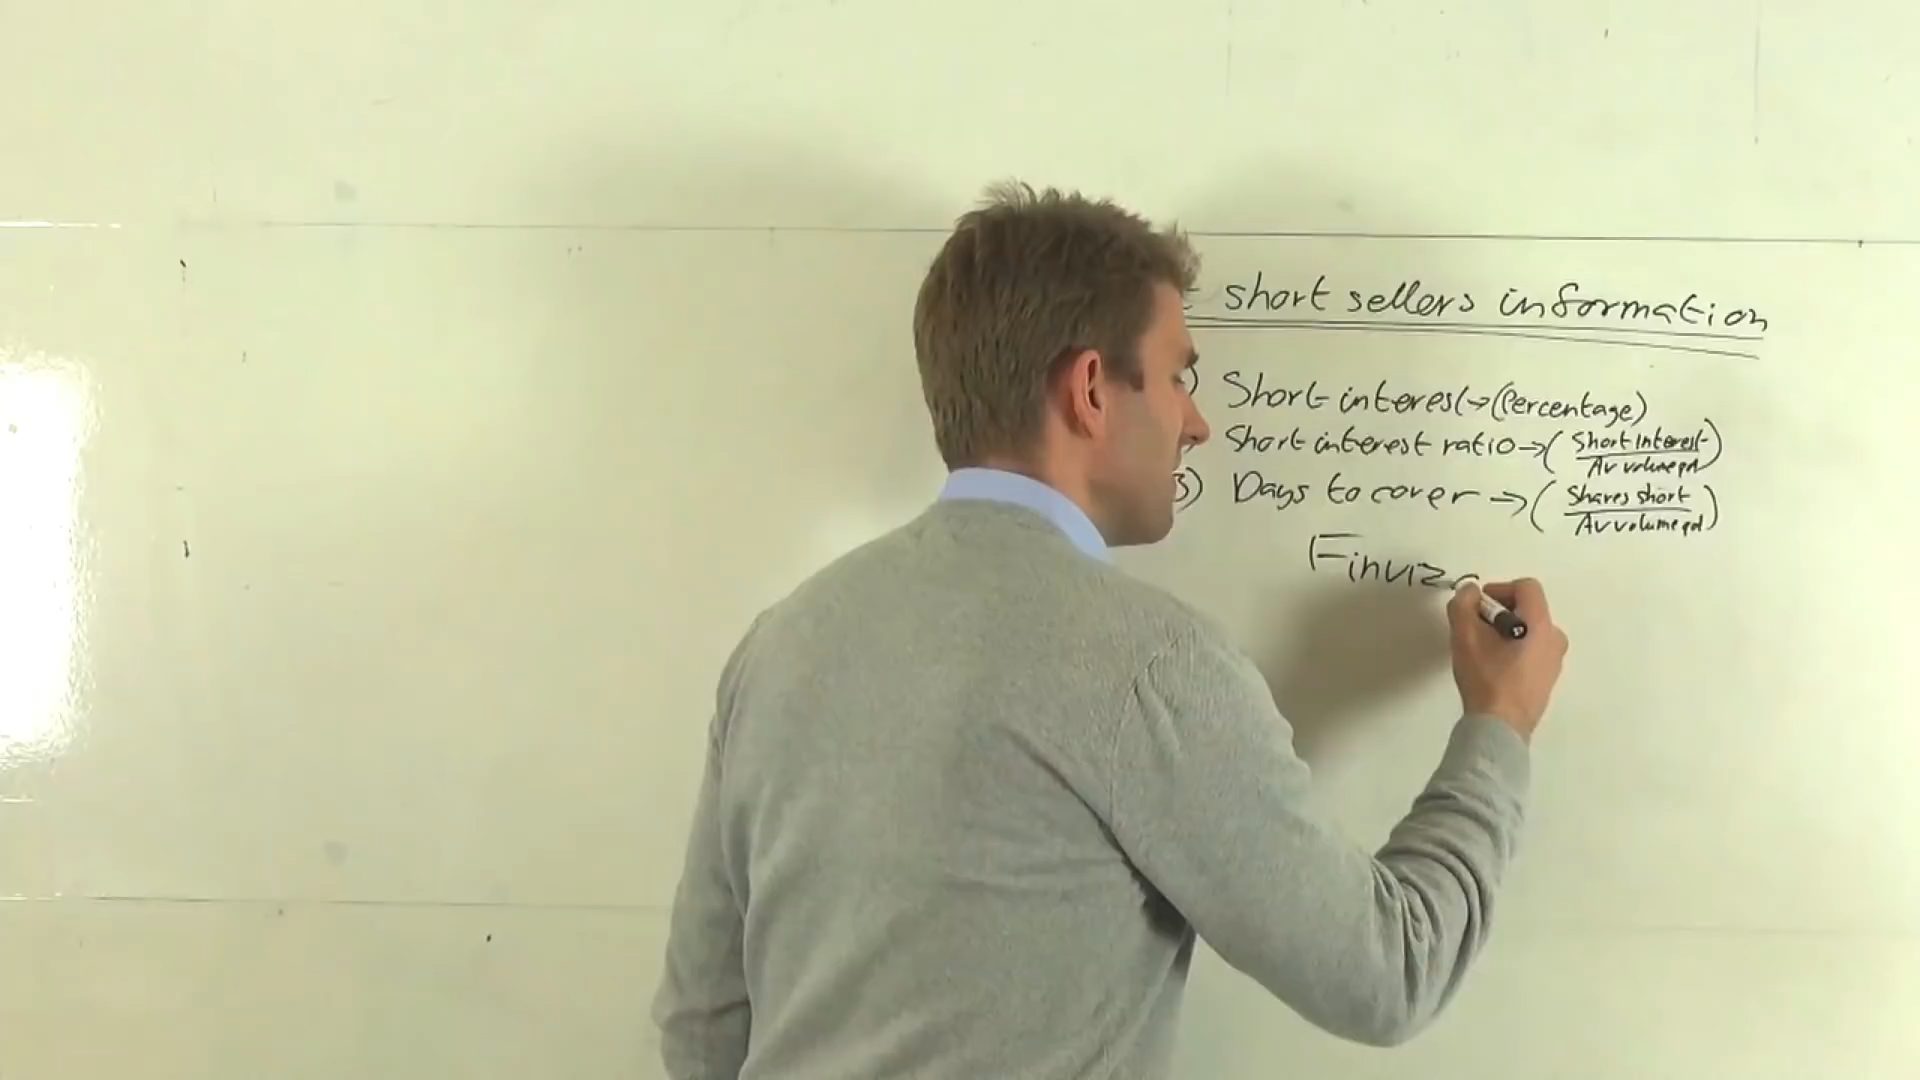 short sellers information
) Short interest → (Percentage)
Short interest ratio → (Short Interest / Av volume pd)
3) Days to cover → (Shares short / Av volume pd)
Finviz